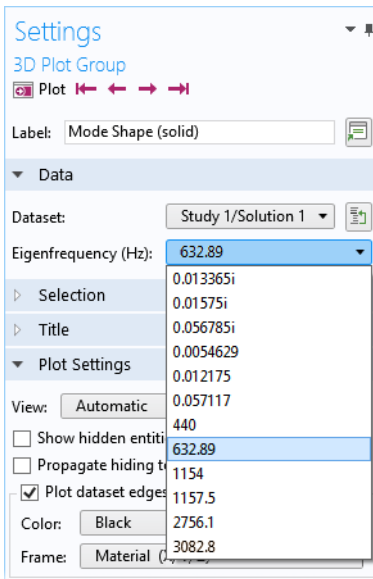 Settings
3D Plot Group
Plot
Label: Mode Shape (solid)
Data
Dataset: Study 1/Solution 1
Eigenfrequency (Hz): 632.89
0.013365i
Selection
0.01575i
0.056785i
Title
0.0054629
Plot Settings
0.012175
0.057117
View: Automatic
440
Show hidden entiti
632.89
Propagate hiding t
1154
Plot dataset edges
1157.5
Color: Black
2756.1
3082.8
Frame: Material